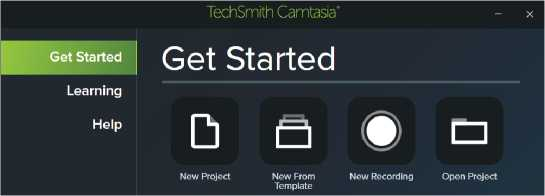 TechSmith Camtasia®
Get Started
Learning
Help
Get Started
New Project
New From
Template
New Recording
Open Project